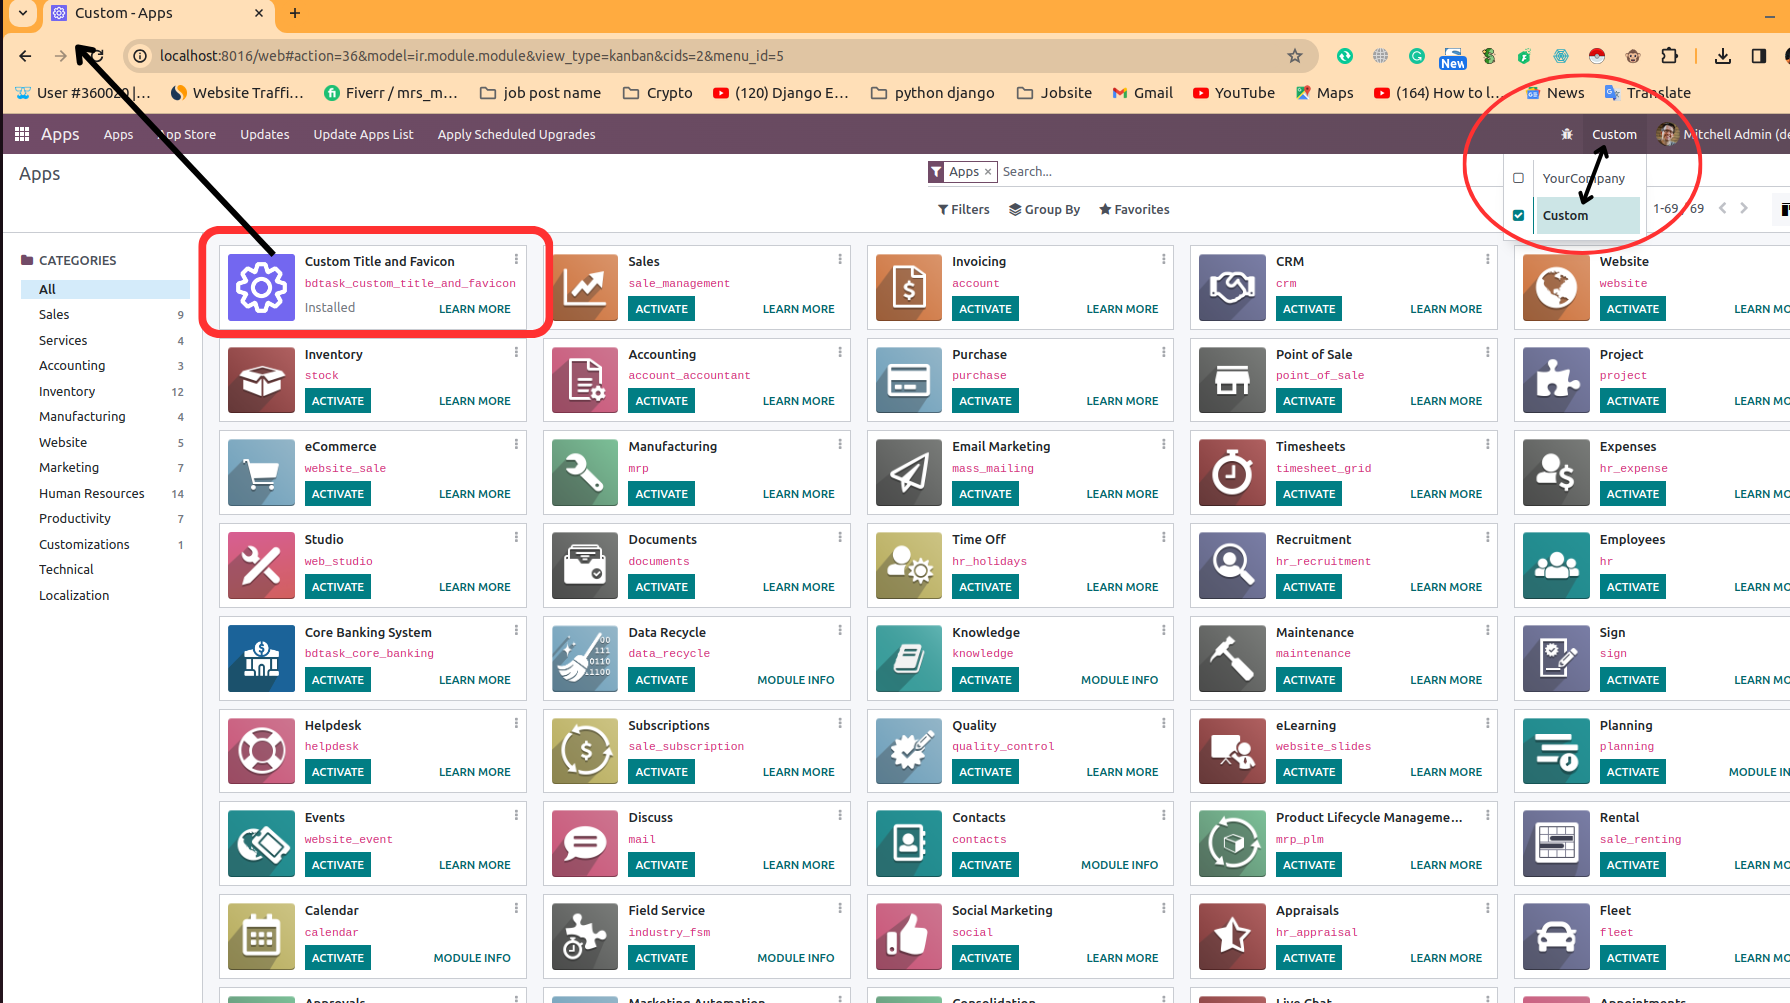 Custom - Apps
localhost:8016/web#action=36&model=ir.module.module&view_type=kanban&cids=2&menu_id=5
New
User #360020 |... Website Traffi... Fiverr / mrs_m... job post name Crypto (120) Django E... python django Jobsite Gmail YouTube Maps (164) How to l... News Translate
Apps Apps App Store Updates Update Apps List Apply Scheduled Upgrades Custom Mitchell Admin (de
Apps
Apps × Search...
YourCompany
Custom
Filters Group By Favorites 1-69 / 69
CATEGORIES
All
Sales 9
Services 4
Accounting 3
Inventory 12
Manufacturing 4
Website 5
Marketing 7
Human Resources 14
Productivity 7
Customizations 1
Technical
Localization
Custom Title and Favicon
bdtask_custom_title_and_favicon
Installed LEARN MORE
Sales
sale_management
ACTIVATE LEARN MORE
Invoicing
account
ACTIVATE LEARN MORE
CRM
crm
ACTIVATE LEARN MORE
Website
website
ACTIVATE LEARN MO
Inventory
stock
ACTIVATE LEARN MORE
Accounting
account_accountant
ACTIVATE LEARN MORE
Purchase
purchase
ACTIVATE LEARN MORE
Point of Sale
point_of_sale
ACTIVATE LEARN MORE
Project
project
ACTIVATE LEARN MO
eCommerce
website_sale
ACTIVATE LEARN MORE
Manufacturing
mrp
ACTIVATE LEARN MORE
Email Marketing
mass_mailing
ACTIVATE LEARN MORE
Timesheets
timesheet_grid
ACTIVATE LEARN MORE
Expenses
hr_expense
ACTIVATE LEARN MO
Studio
web_studio
ACTIVATE LEARN MORE
Documents
documents
ACTIVATE LEARN MORE
Time Off
hr_holidays
ACTIVATE LEARN MORE
Recruitment
hr_recruitment
ACTIVATE LEARN MORE
Employees
hr
ACTIVATE LEARN MO
Core Banking System
bdtask_core_banking
ACTIVATE LEARN MORE
Data Recycle
data_recycle
ACTIVATE MODULE INFO
Knowledge
knowledge
ACTIVATE MODULE INFO
Maintenance
maintenance
ACTIVATE LEARN MORE
Sign
sign
ACTIVATE LEARN MO
Helpdesk
helpdesk
ACTIVATE LEARN MORE
Subscriptions
sale_subscription
ACTIVATE LEARN MORE
Quality
quality_control
ACTIVATE LEARN MORE
eLearning
website_slides
ACTIVATE LEARN MORE
Planning
planning
ACTIVATE MODULE IN
Events
website_event
ACTIVATE LEARN MORE
Discuss
mail
ACTIVATE LEARN MORE
Contacts
contacts
ACTIVATE MODULE INFO
Product Lifecycle Manageme...
mrp_plm
ACTIVATE LEARN MORE
Rental
sale_renting
ACTIVATE LEARN MO
Calendar
calendar
ACTIVATE MODULE INFO
Field Service
industry_fsm
ACTIVATE MODULE INFO
Social Marketing
social
ACTIVATE LEARN MORE
Appraisals
hr_appraisal
ACTIVATE LEARN MORE
Fleet
fleet
ACTIVATE LEARN MO
Approvals
Marketing Automation
Consolidation
Live Chat
Appointments